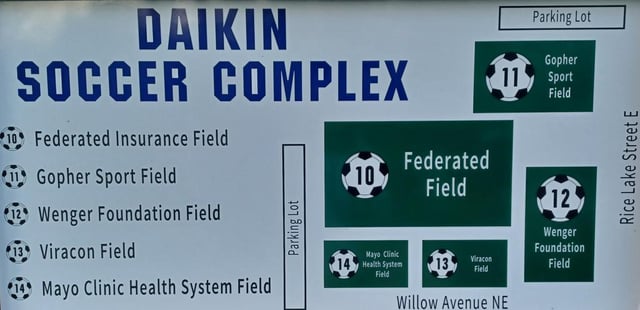 DAIKIN
SOCCER COMPLEX
10 Federated Insurance Field
11 Gopher Sport Field
12 Wenger Foundation Field
13 Viracon Field
14 Mayo Clinic Health System Field
Parking Lot
11
Gopher
Sport
Field
Rice Lake Street E
Parking Lot
10
Federated
Field
12
Wenger
Foundation
Field
14
Mayo Clinic
Health System
Field
13
Viracon
Field
Willow Avenue NE